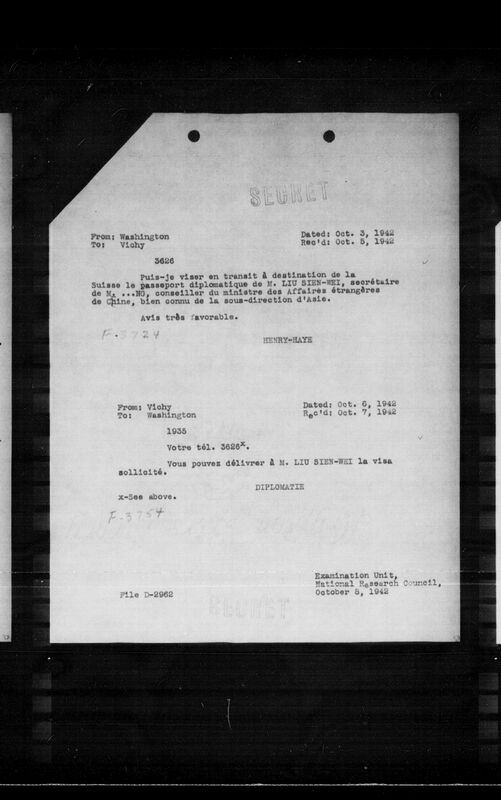 SECRET
From: Washington Dated: Oct. 3, 1942
To: Vichy Rec'd: Oct. 5, 1942
3626
Puis-je viser en transit à destination de la
Suisse le passeport diplomatique de M. LIU SIEN-WEI, secrétaire
de M. ...NG, conseiller du ministre des Affaires étrangères
de Chine, bien connu de la sous-direction d'Asie.
Avis très favorable.
F-3724
HENRY-HAYE
From: Vichy Dated: Oct. 6, 1942
To: Washington Rec'd: Oct. 7, 1942
1935
Votre tél. 3626x.
Vous pouvez délivrer à M. LIU SIEN-WEI la visa
sollicité.
DIPLOMATIE
x-See above.
F-3754
Examination Unit,
National Research Council,
File D-2962 October 8, 1942
SECRET